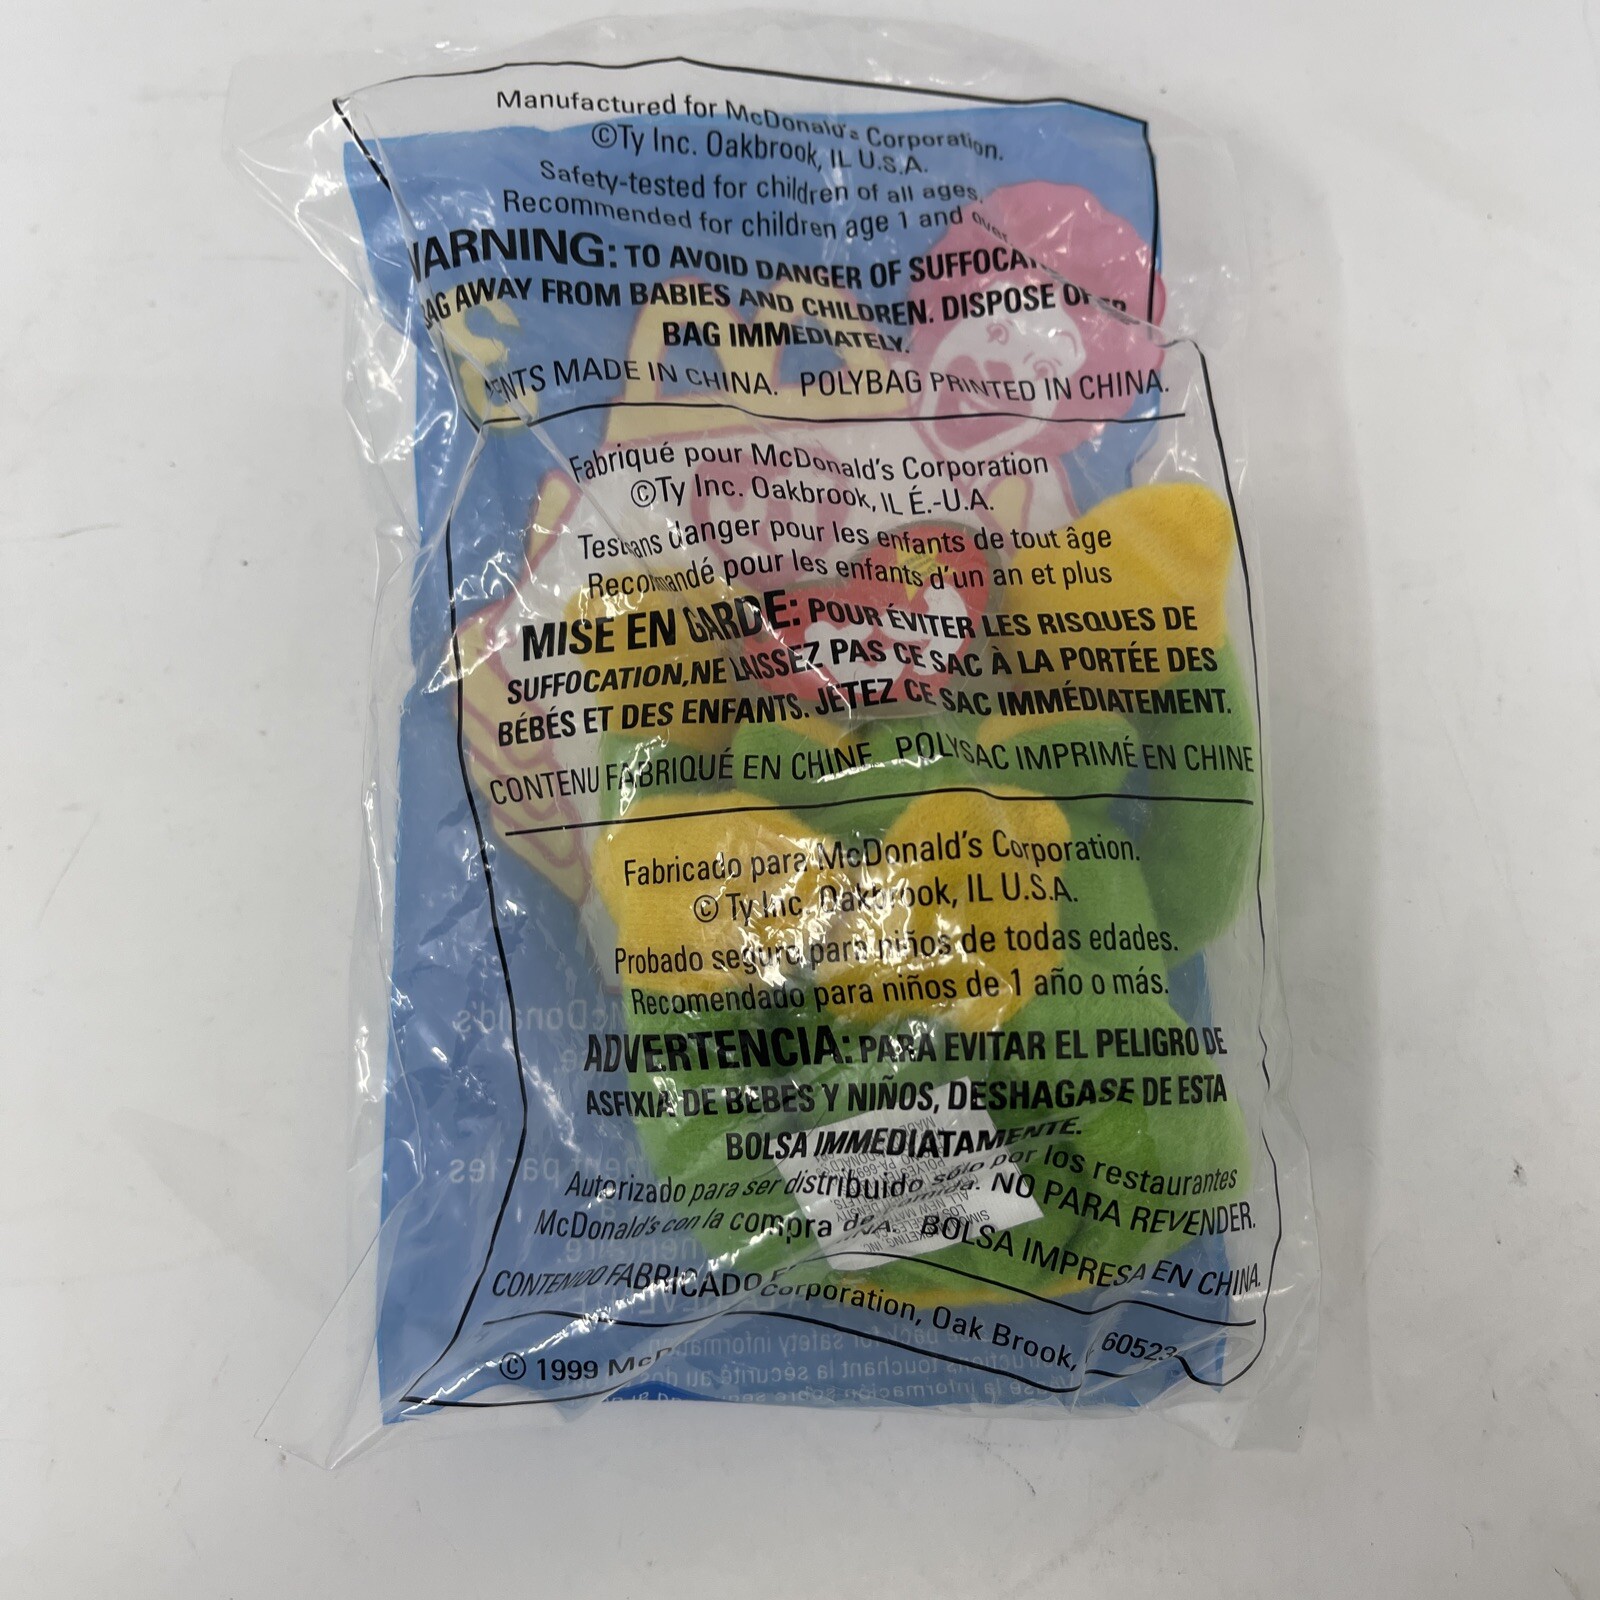 Manufactured for McDonald's Corporation.
©Ty Inc. Oakbrook, IL U.S.A.
Safety-tested for children of all ages.
Recommended for children age 1 and over
WARNING: TO AVOID DANGER OF
BAG AWAY FROM BABIES AND CHILDREN. DISPOSE OF
BAG IMMEDIATELY.
MADE IN CHINA. POLYBAG PRINTED IN CHINA.
Fabriqué pour McDonald's Corporation
©Ty Inc. Oakbrook, IL É.-U.A.
danger pour les enfants de tout âge
Recommandé pour les enfants d'un an et plus
MISE EN GARDE: POUR ÉVITER LES RISQUES DE
SUFFOCATION, NE LAISSEZ PAS CE SAC À LA PORTÉE DES
BÉBÉS ET DES ENFANTS. JETEZ CE SAC IMMÉDIATEMENT.
CONTENU FABRIQUÉ EN CHINE POLYSAC IMPRIMÉ EN CHINE
Fabricado para McDonald's Corporation.
© Ty Inc. Oakbrook, IL U.S.A.
Probado seguro para niños de todas edades.
Recomendado para niños de 1 año o más.
ADVERTENCIA: PARA EVITAR EL PELIGRO DE
ASFIXIA DE BEBES Y NIÑOS, DESHAGASE DE ESTA
BOLSA IMMEDIATAMENTE.
Autorizado para ser distribuido sólo por los restaurantes
McDonald's con la compra de comida. NO PARA REVENDER.
CONTENIDO FABRICADO BOLSA IMPRESA EN CHINA.
© 1999 Corporation, Oak Brook, 60523